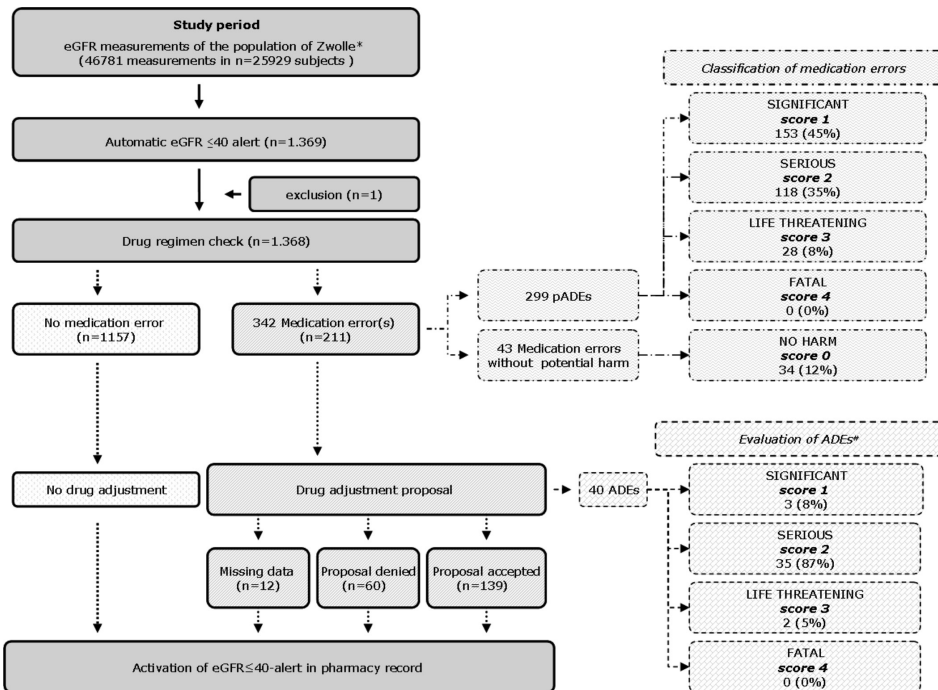 Study period
eGFR measurements of the population of Zwolle*
(46781 measurements in n=25929 subjects )
Automatic eGFR ≤40 alert (n=1.369)
exclusion (n=1)
Drug regimen check (n=1.368)
No medication error
(n=1157)
342 Medication error(s)
(n=211)
299 pADEs
43 Medication errors
without potential harm
Classification of medication errors
SIGNIFICANT
score 1
153 (45%)
SERIOUS
score 2
118 (35%)
LIFE THREATENING
score 3
28 (8%)
FATAL
score 4
0 (0%)
NO HARM
score 0
34 (12%)
No drug adjustment
Drug adjustment proposal
40 ADEs
Missing data
(n=12)
Proposal denied
(n=60)
Proposal accepted
(n=139)
Evaluation of ADEs#
SIGNIFICANT
score 1
3 (8%)
SERIOUS
score 2
35 (87%)
LIFE THREATENING
score 3
2 (5%)
FATAL
score 4
0 (0%)
Activation of eGFR≤40-alert in pharmacy record